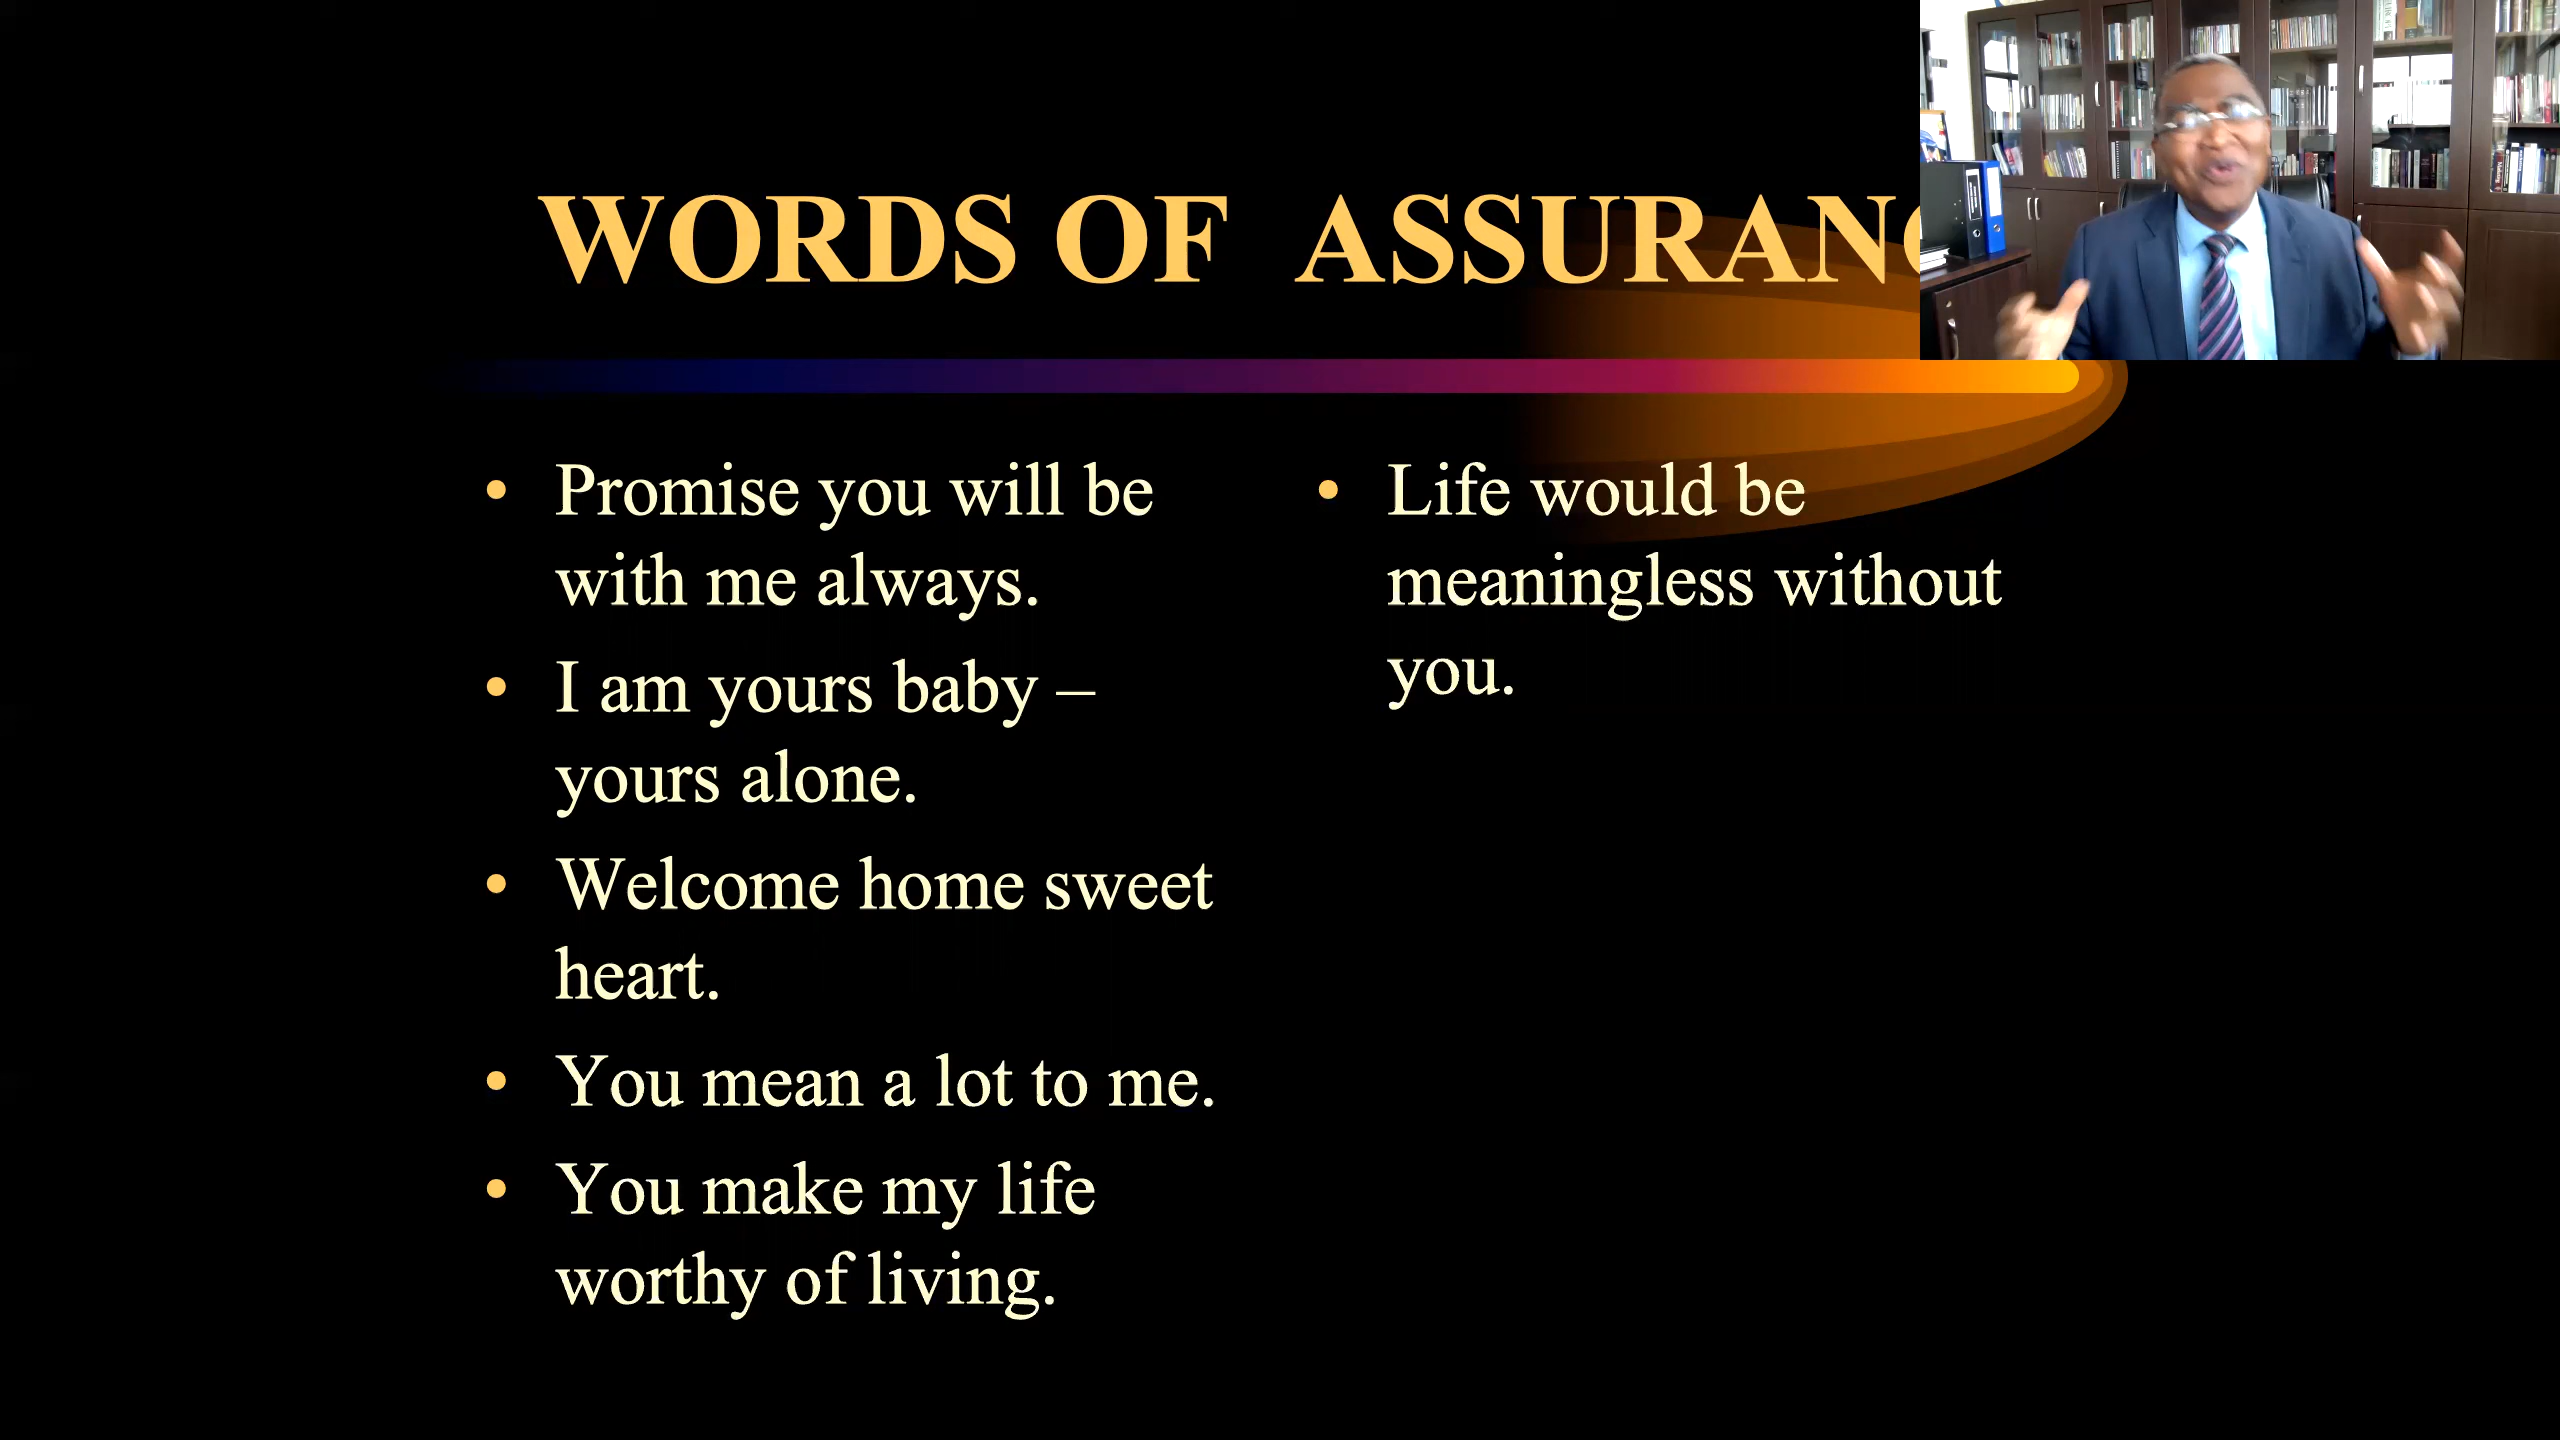 WORDS OF ASSURANC
• Promise you will be
with me always.
• I am yours baby –
yours alone.
• Welcome home sweet
heart.
• You mean a lot to me.
• You make my life
worthy of living.
• Life would be
meaningless without
you.